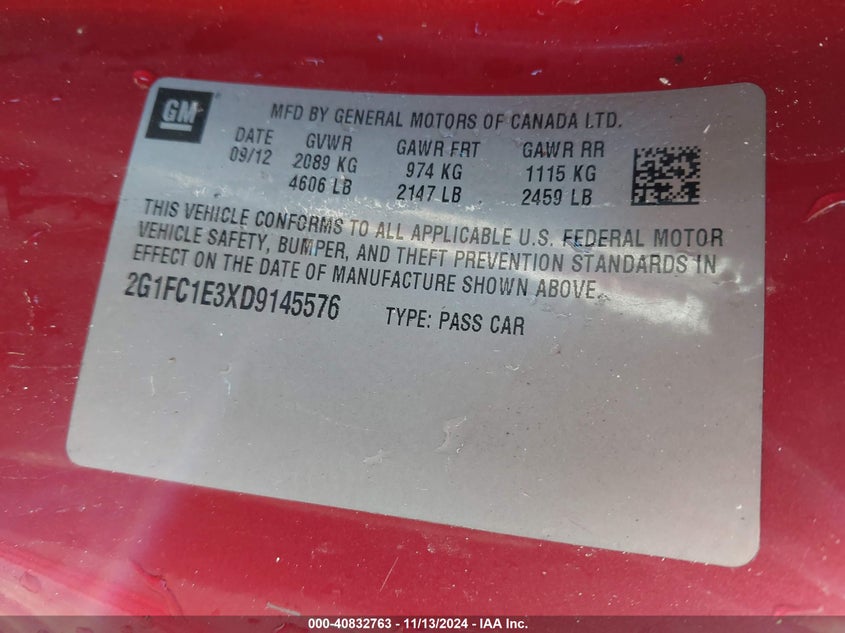 GM
MFD BY GENERAL MOTORS OF CANADA LTD.
DATE GVWR GAWR FRT GAWR RR
09/12 2089 KG 974 KG 1115 KG
4606 LB 2147 LB 2459 LB
THIS VEHICLE CONFORMS TO ALL APPLICABLE U.S. FEDERAL MOTOR
VEHICLE SAFETY, BUMPER, AND THEFT PREVENTION STANDARDS IN
EFFECT ON THE DATE OF MANUFACTURE SHOWN ABOVE.
2G1FC1E3XD9145576 TYPE: PASS CAR
000-40832763 - 11/13/2024 - IAA Inc.